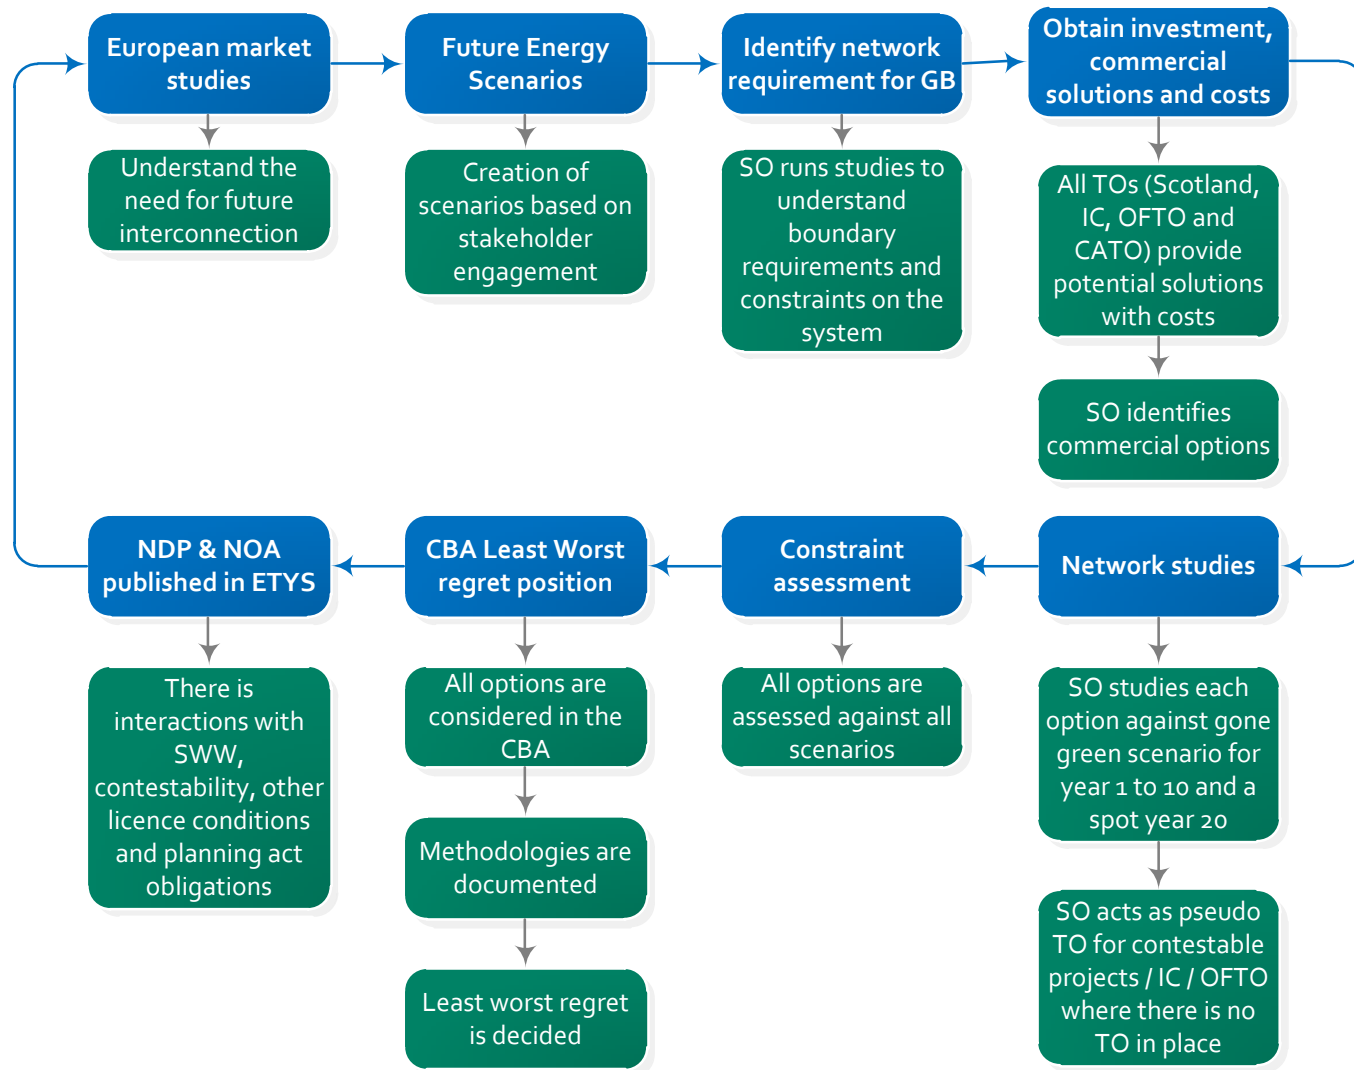 European market
studies
Future Energy
Scenarios
Identify network
requirement for GB
Obtain investment,
commercial
solutions and costs
Understand the
need for future
interconnection
Creation of
scenarios based on
stakeholder
engagement
SO runs studies to
understand
boundary
requirements and
constraints on the
system
All TOs (Scotland,
IC, OFTO and
CATO) provide
potential solutions
with costs
SO identifies
commercial options
NDP & NOA
published in ETYS
CBA Least Worst
regret position
Constraint
assessment
Network studies
There is
interactions with
SWW,
contestability, other
licence conditions
and planning act
obligations
All options are
considered in the
CBA
Methodologies are
documented
Least worst regret
is decided
All options are
assessed against all
scenarios
SO studies each
option against gone
green scenario for
year 1 to 10 and a
spot year 20
SO acts as pseudo
TO for contestable
projects / IC / OFTO
where there is no
TO in place